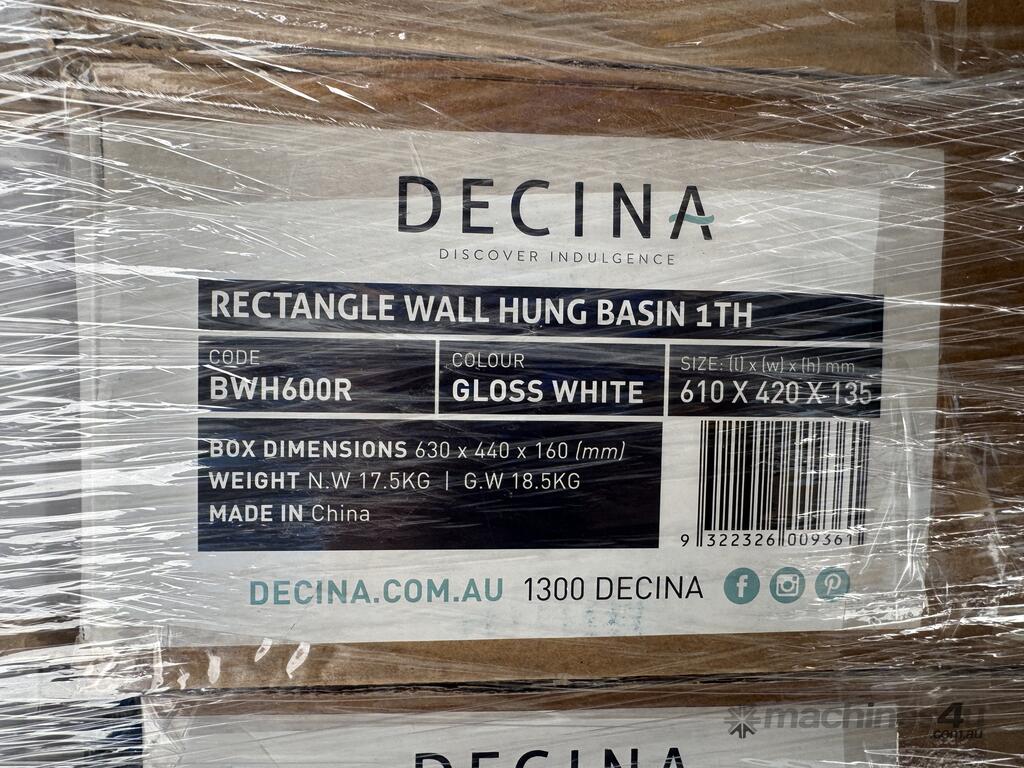 DECINA
DISCOVER INDULGENCE
RECTANGLE WALL HUNG BASIN 1TH
CODE
BWH600R
COLOUR
GLOSS WHITE
SIZE: (l) x (w) x (h) mm
610 X 420 X 135
BOX DIMENSIONS 630 x 440 x 160 (mm)
WEIGHT N.W 17.5KG | G.W 18.5KG
MADE IN China
9 322326 009361
DECINA.COM.AU 1300 DECINA
machines4u
.com.au
DECINA